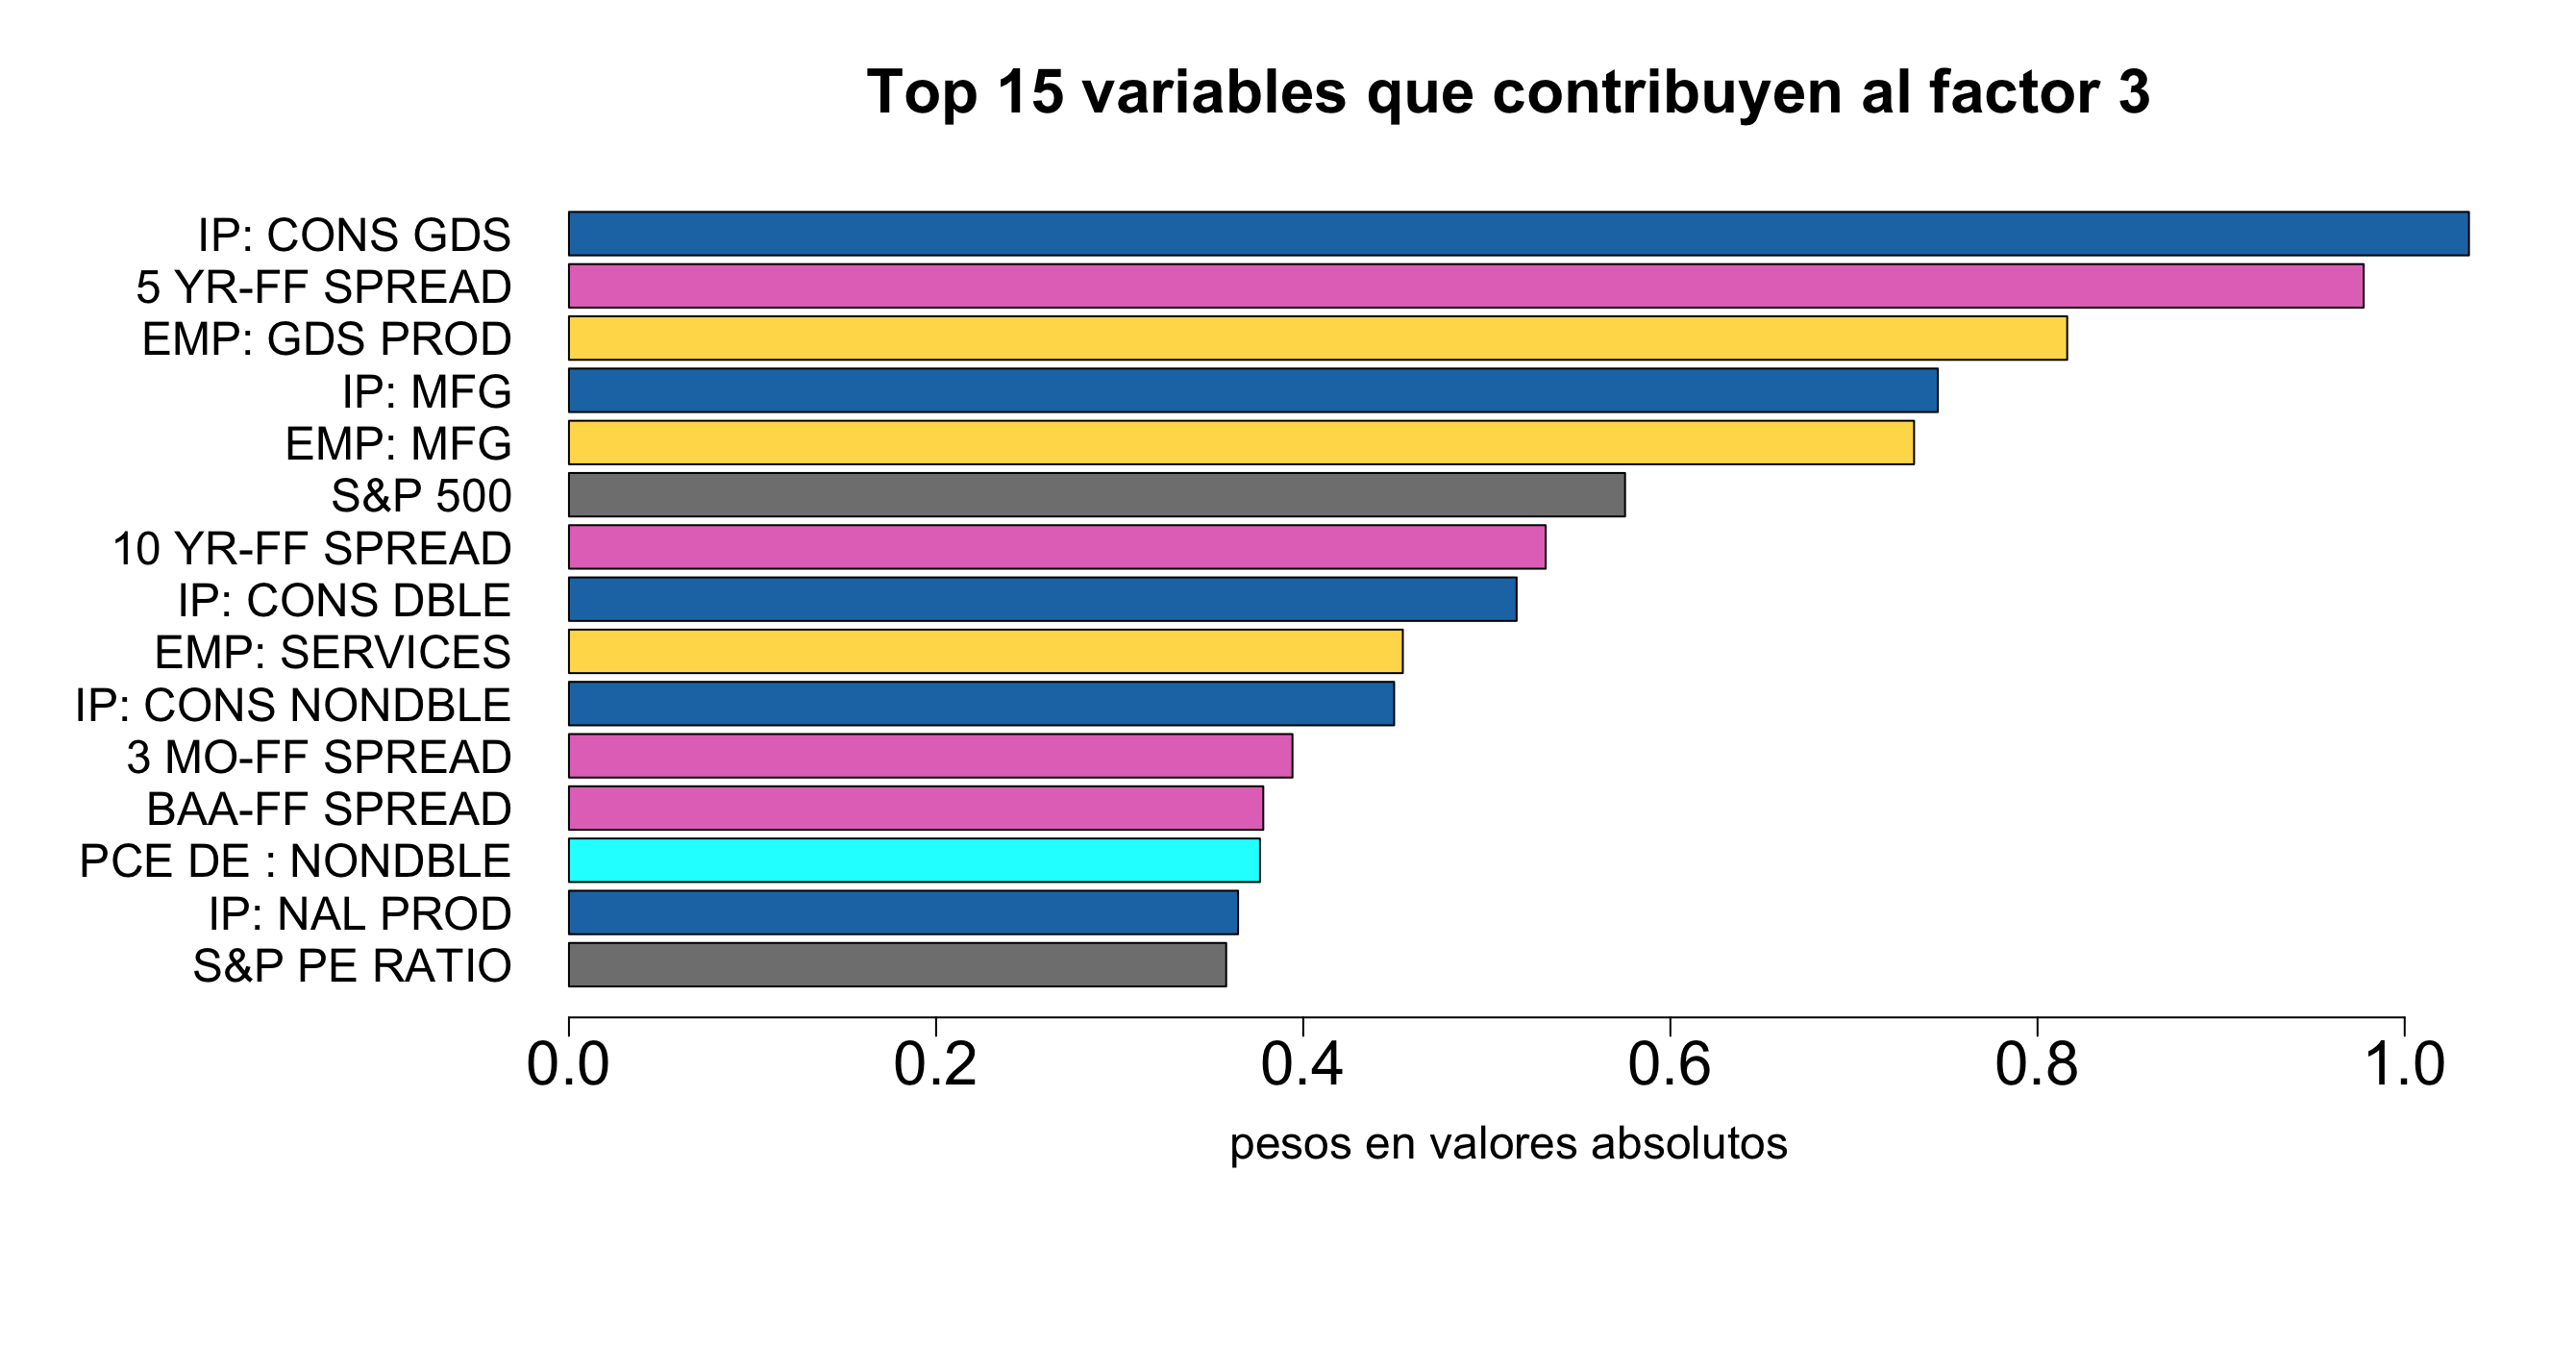 Top 15 variables que contribuyen al factor 3
IP: CONS GDS
5 YR-FF SPREAD
EMP: GDS PROD
IP: MFG
EMP: MFG
S&P 500
10 YR-FF SPREAD
IP: CONS DBLE
EMP: SERVICES
IP: CONS NONDBLE
3 MO-FF SPREAD
BAA-FF SPREAD
PCE DE : NONDBLE
IP: NAL PROD
S&P PE RATIO
0.0 0.2 0.4 0.6 0.8 1.0
pesos en valores absolutos